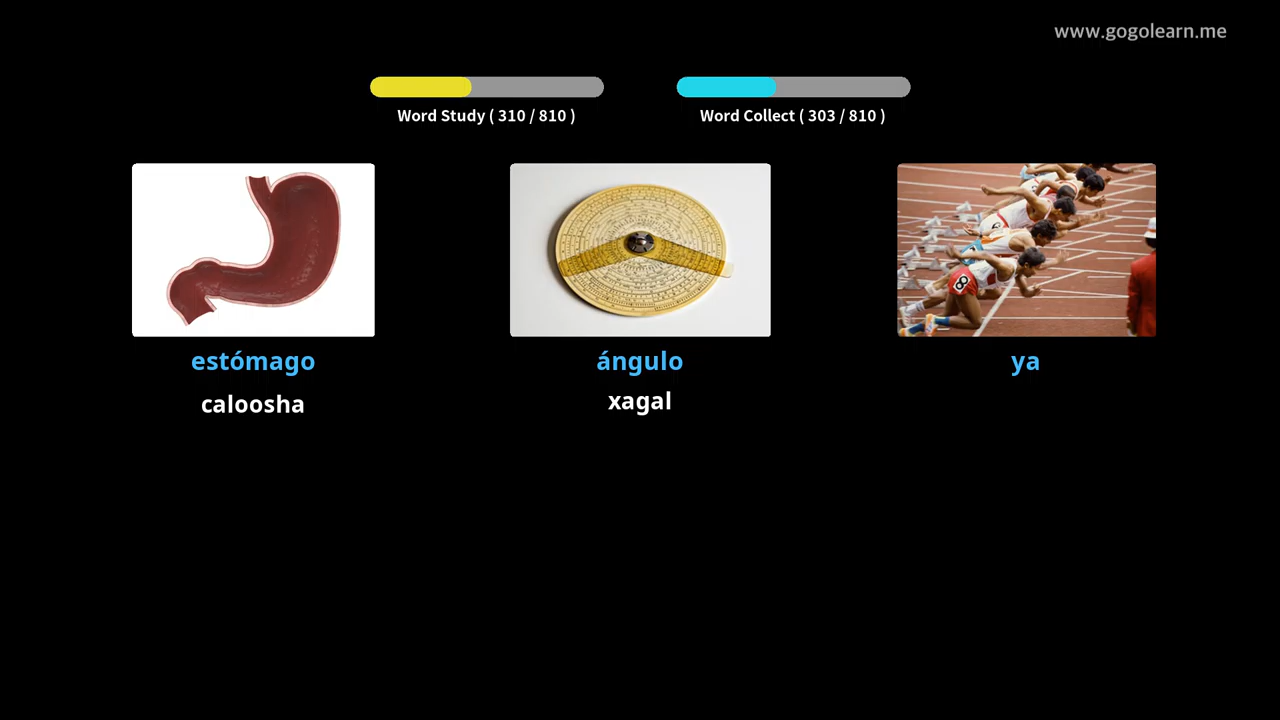 www.gogolearn.me
Word Study ( 310 / 810 )
Word Collect ( 303 / 810 )
estómago
caloosha
ángulo
xagal
ya